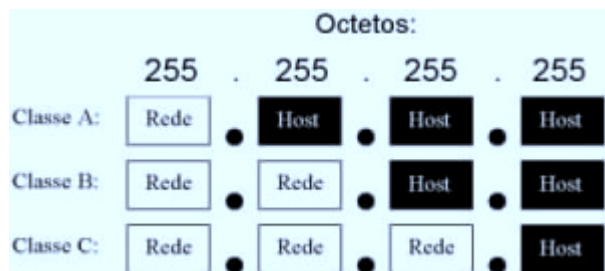 Octetos:
255 . 255 . 255 . 255
Classe A: Rede . Host . Host . Host
Classe B: Rede . Rede . Host . Host
Classe C: Rede . Rede . Rede . Host